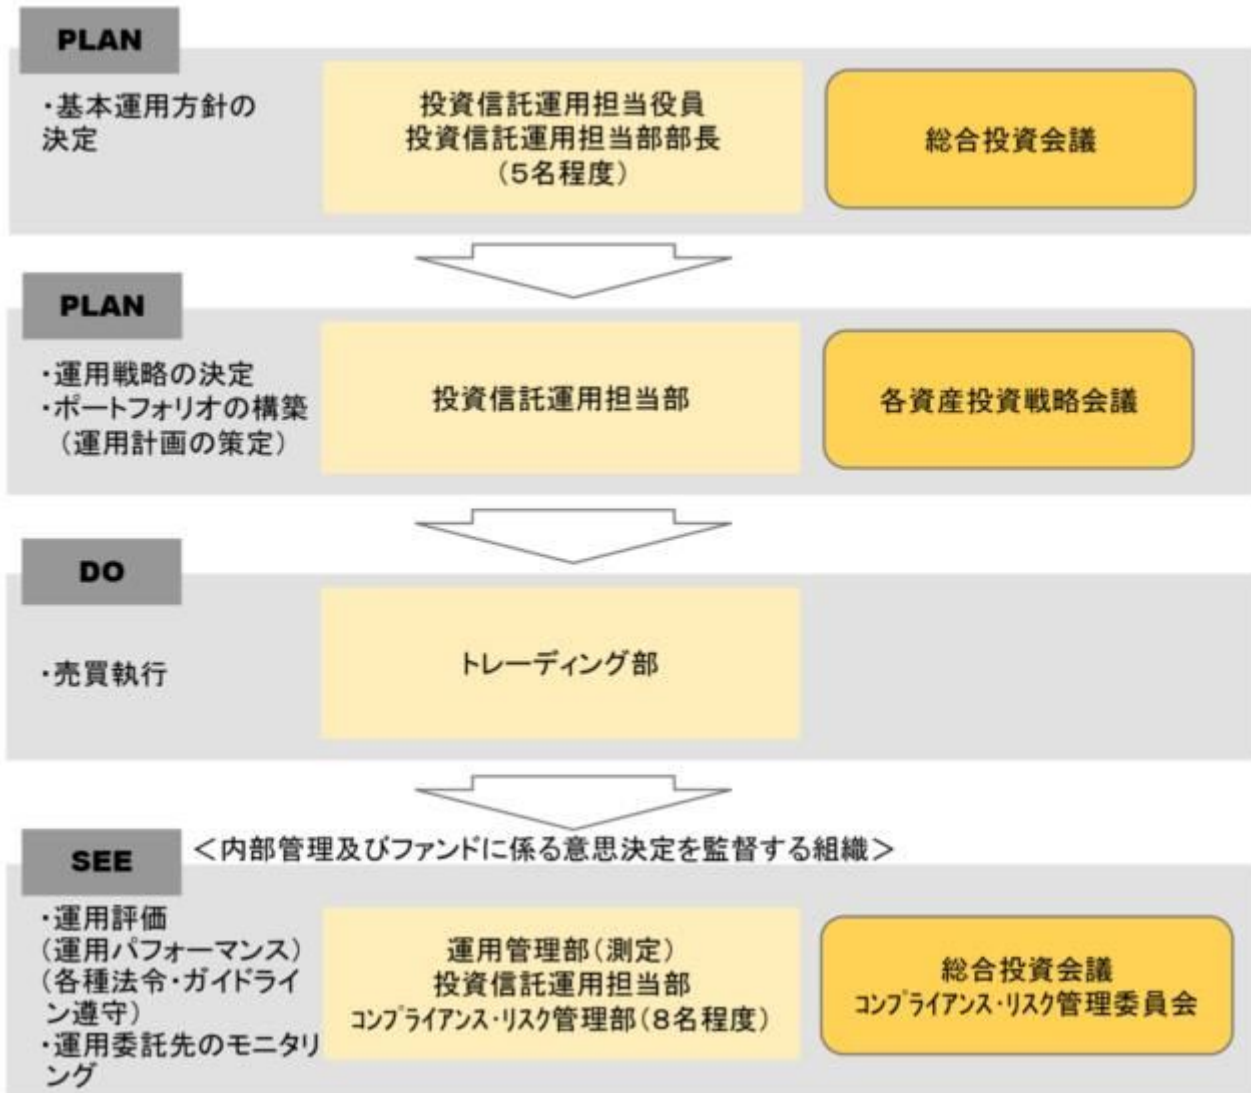 PLAN
・基本運用方針の
決定
投資信託運用担当役員
投資信託運用担当部部長
(5名程度)
総合投資会議
PLAN
・運用戦略の決定
・ポートフォリオの構築
(運用計画の策定)
投資信託運用担当部
各資産投資戦略会議
DO
・売買執行
トレーディング部
SEE
<内部管理及びファンドに係る意思決定を監督する組織>
・運用評価
(運用パフォーマンス)
(各種法令・ガイドライ
ン遵守)
・運用委託先のモニタリ
ング
運用管理部(測定)
投資信託運用担当部
コンプライアンス・リスク管理部(8名程度)
総合投資会議
コンプライアンス・リスク管理委員会